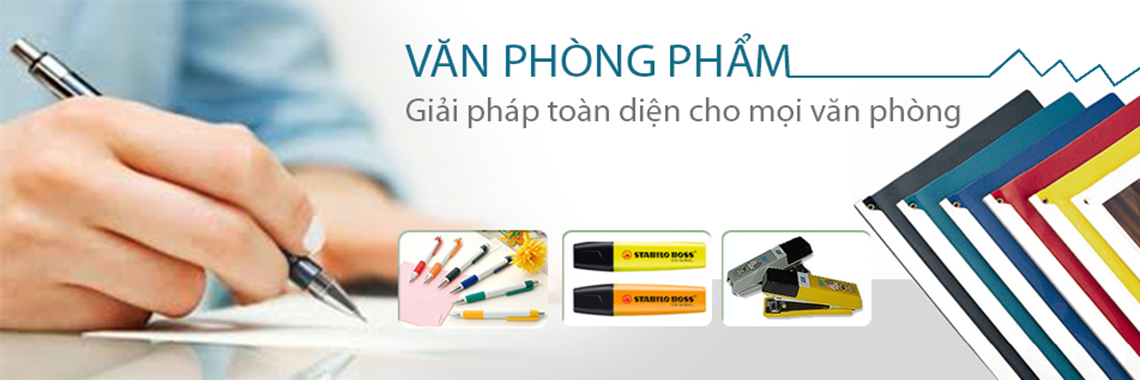 VĂN PHÒNG PHẨM
Giải pháp toàn diện cho mọi văn phòng
STABILO BOSS
STABILO BOSS